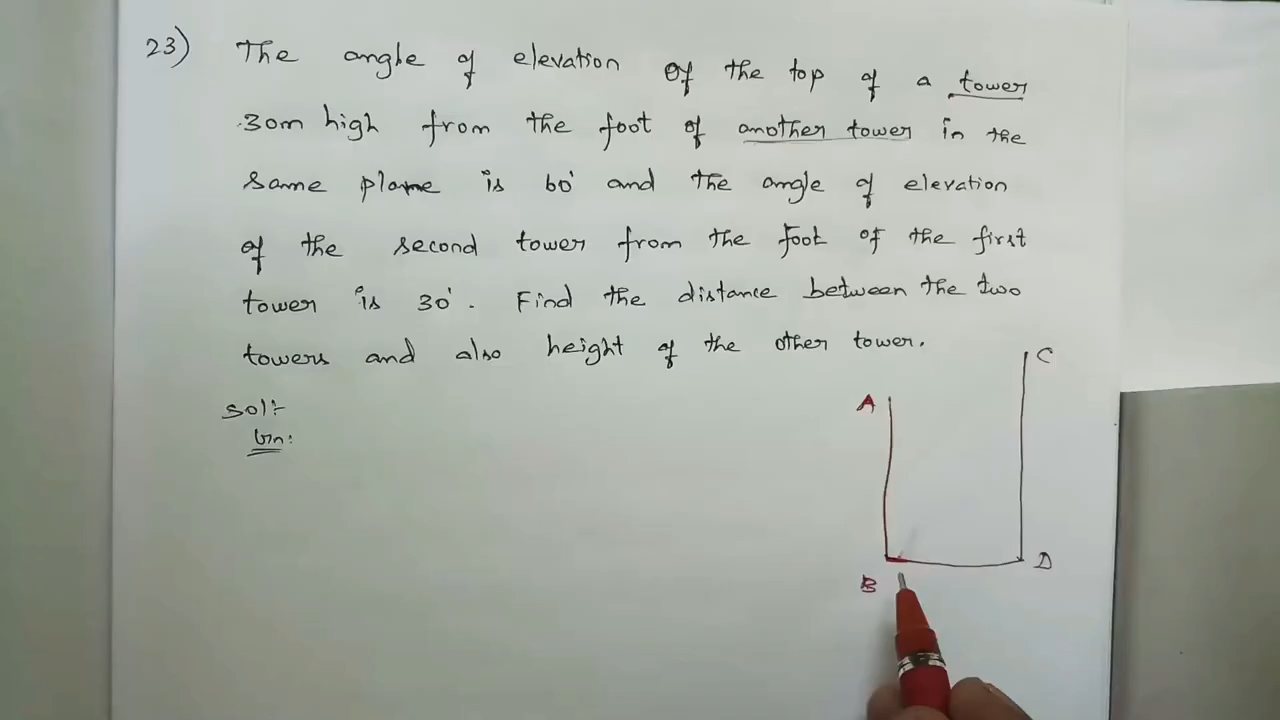 23) The angle of elevation of the top of a tower
30m high from the foot of another tower in the
same plane is 60° and the angle of elevation
of the second tower from the foot of the first
tower is 30°. Find the distance between the two
towers and also height of the other tower.
Sol:-
Gn:
A
C
B
D